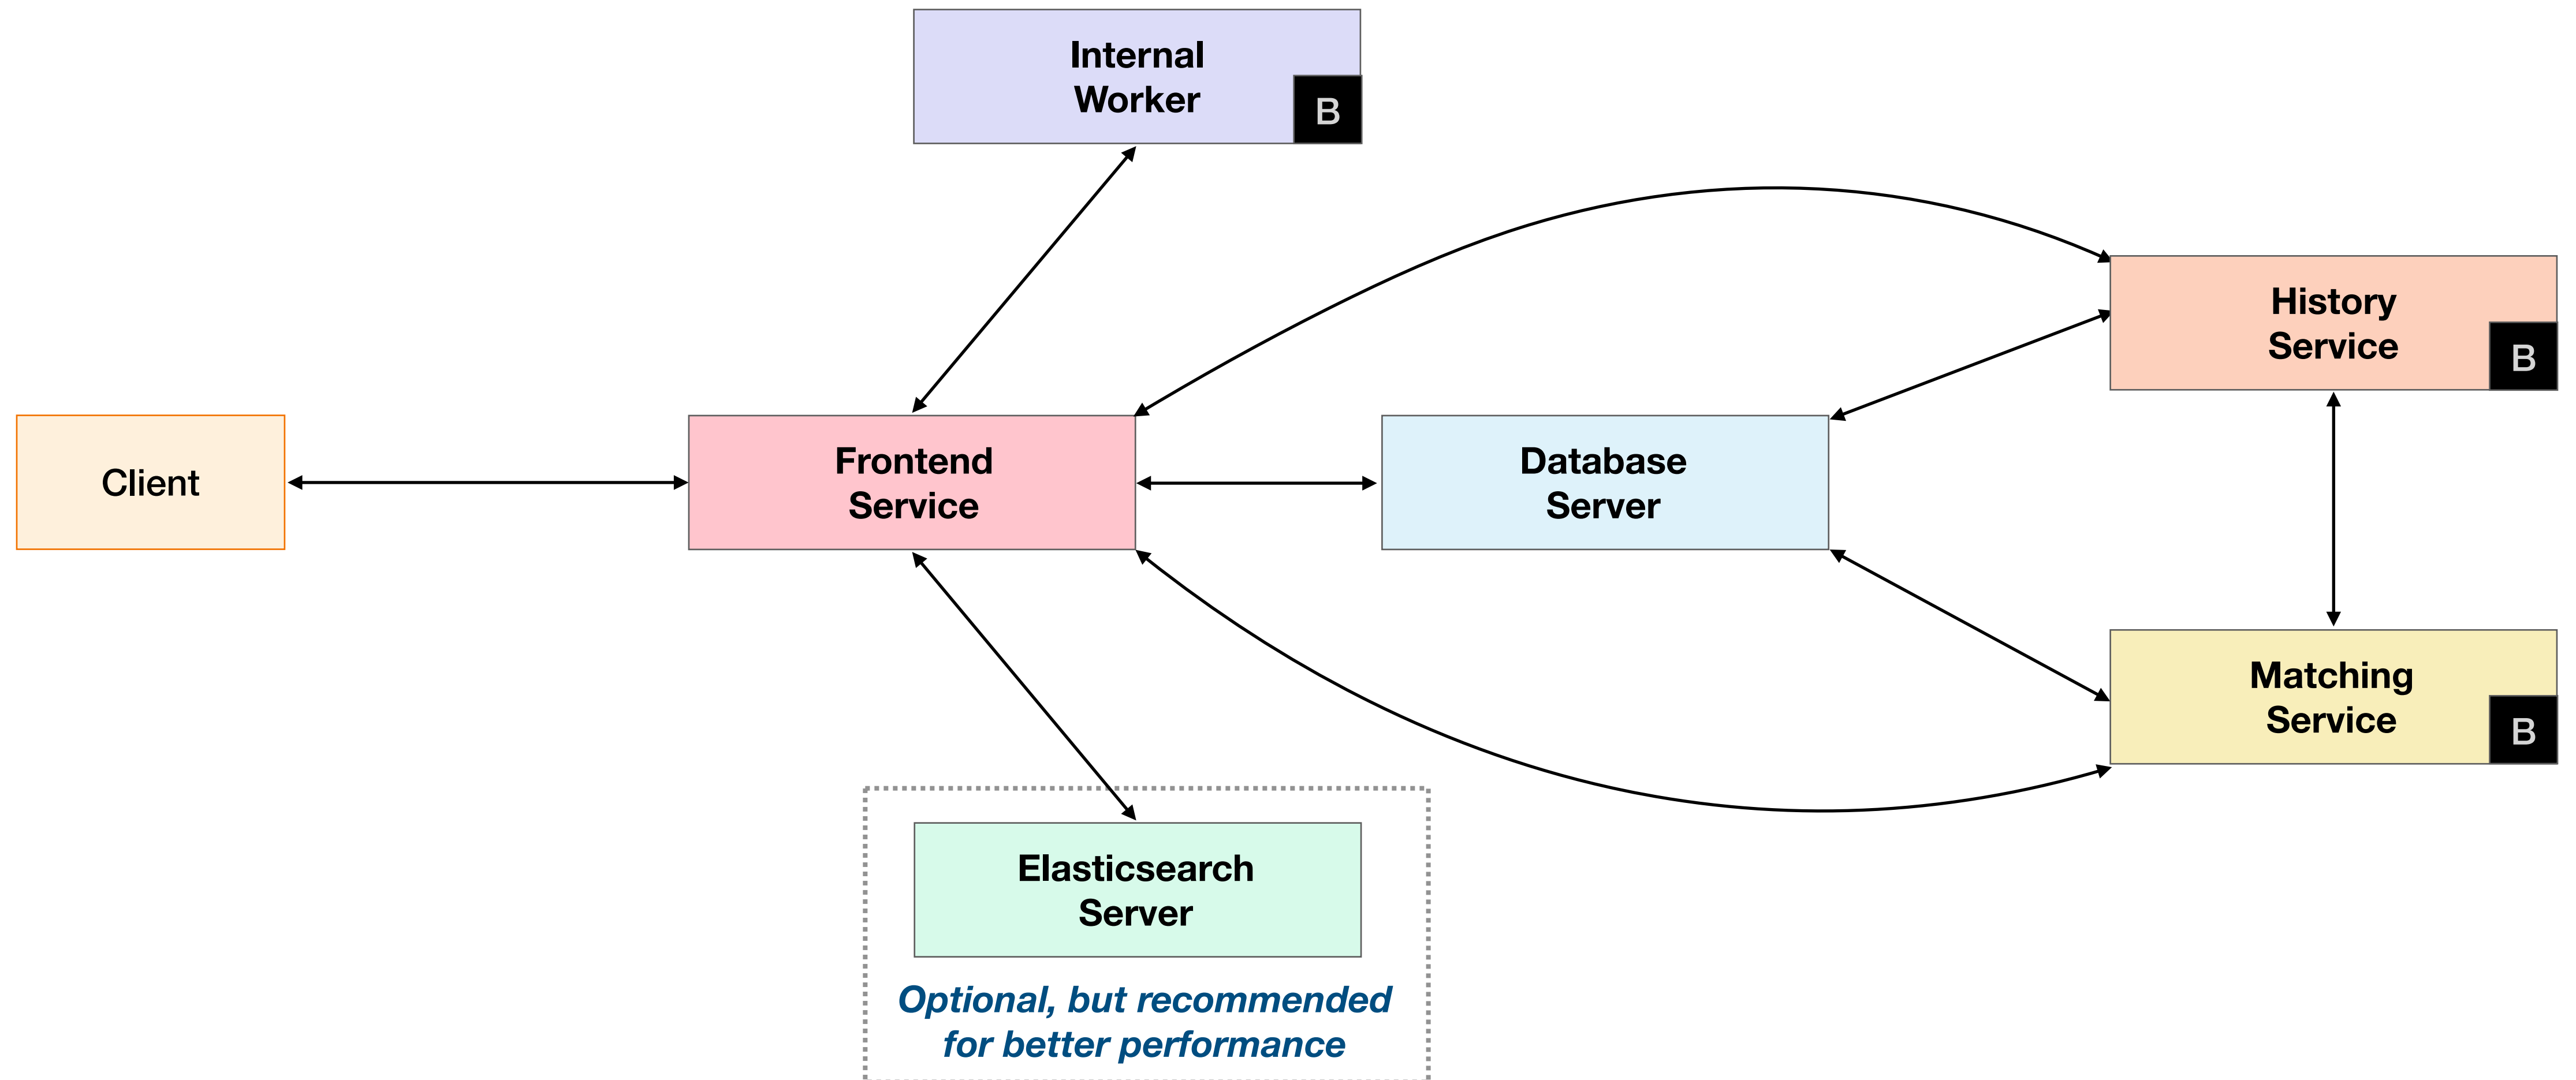 Internal
Worker
B
History
Service
B
Client
Frontend
Service
Database
Server
Matching
Service
B
Elasticsearch
Server
Optional, but recommended
for better performance